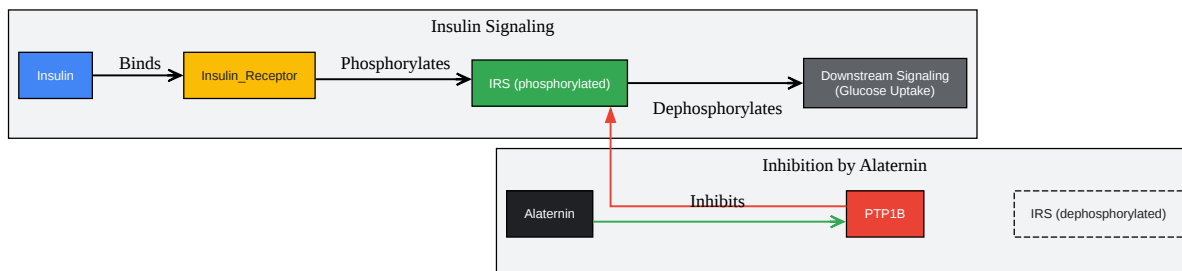 Insulin Signaling
Insulin
Binds
Insulin_Receptor
Phosphorylates
IRS (phosphorylated)
Dephosphorylates
Downstream Signaling
(Glucose Uptake)
Inhibition by Alaternin
Alaternin
Inhibits
PTP1B
IRS (dephosphorylated)